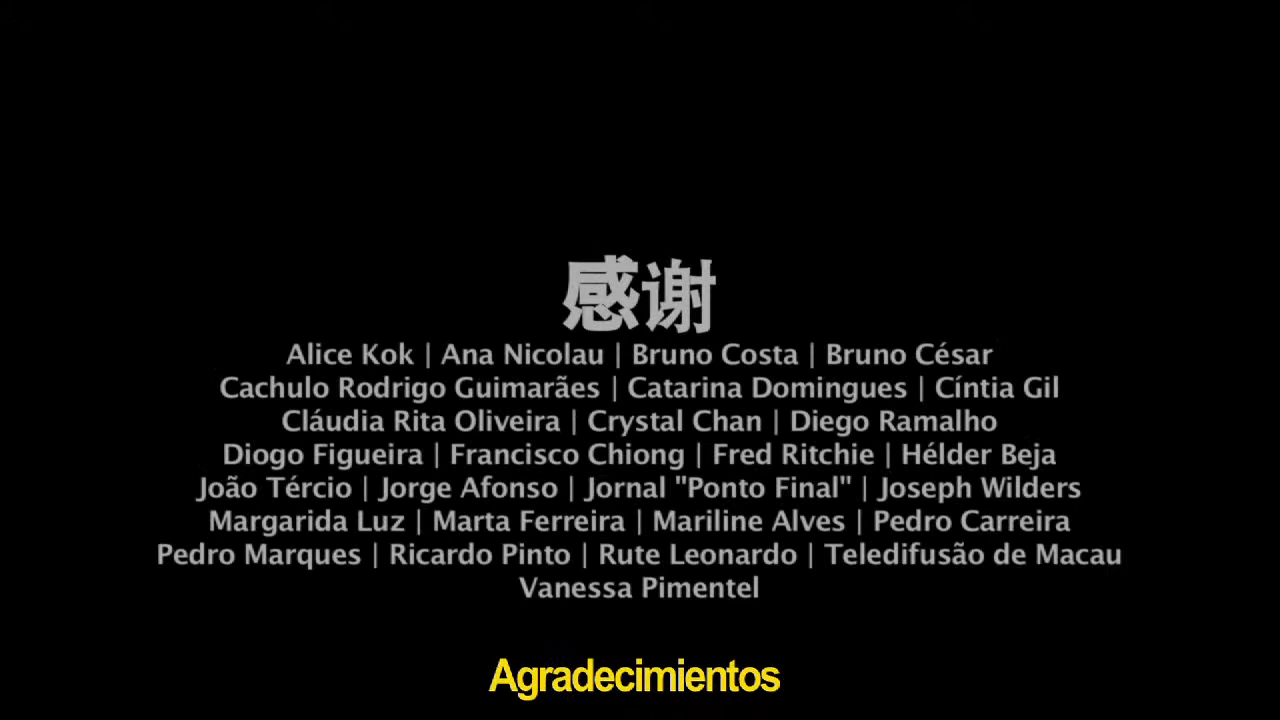 感谢
Alice Kok | Ana Nicolau | Bruno Costa | Bruno César
Cachulo Rodrigo Guimarães | Catarina Domingues | Cíntia Gil
Cláudia Rita Oliveira | Crystal Chan | Diego Ramalho
Diogo Figueira | Francisco Chiong | Fred Ritchie | Hélder Beja
João Tércio | Jorge Afonso | Jornal "Ponto Final" | Joseph Wilders
Margarida Luz | Marta Ferreira | Mariline Alves | Pedro Carreira
Pedro Marques | Ricardo Pinto | Rute Leonardo | Teledifusão de Macau
Vanessa Pimentel
Agradecimientos